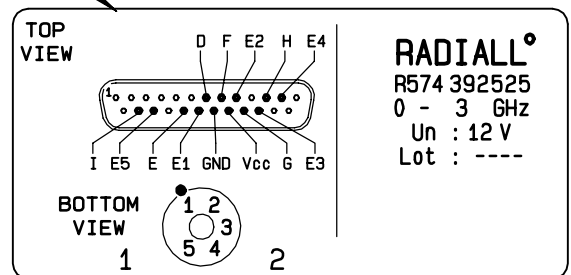 TOP
VIEW
D F E2 H E4
1
I E5 E E1 GND Vcc G E3
BOTTOM
VIEW
1 2
3
5 4
1 2
RADIALL°
R574 392525
0 - 3 GHz
Un : 12 V
Lot : ----